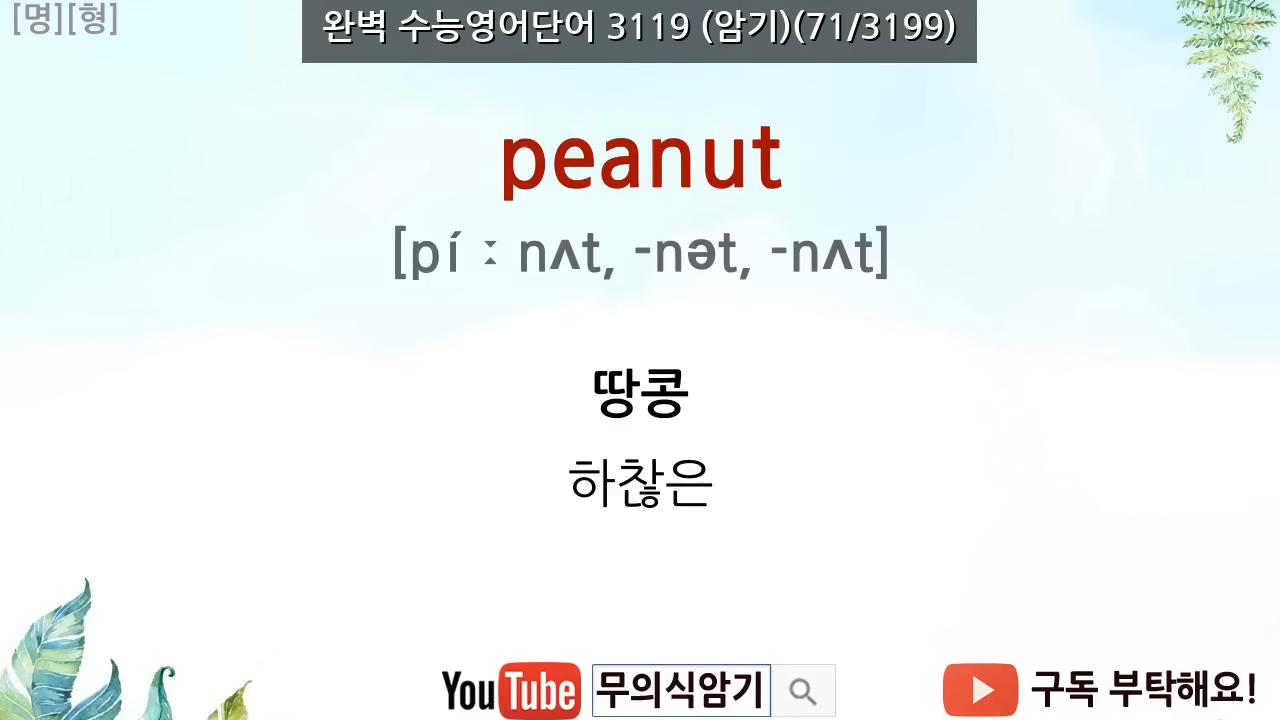 [명][형]
완벽 수능영어단어 3119 (암기)(71/3199)
peanut
[píːnʌt, -nət, -nʌt]
땅콩
하찮은
YouTube 무의식암기
구독 부탁해요!